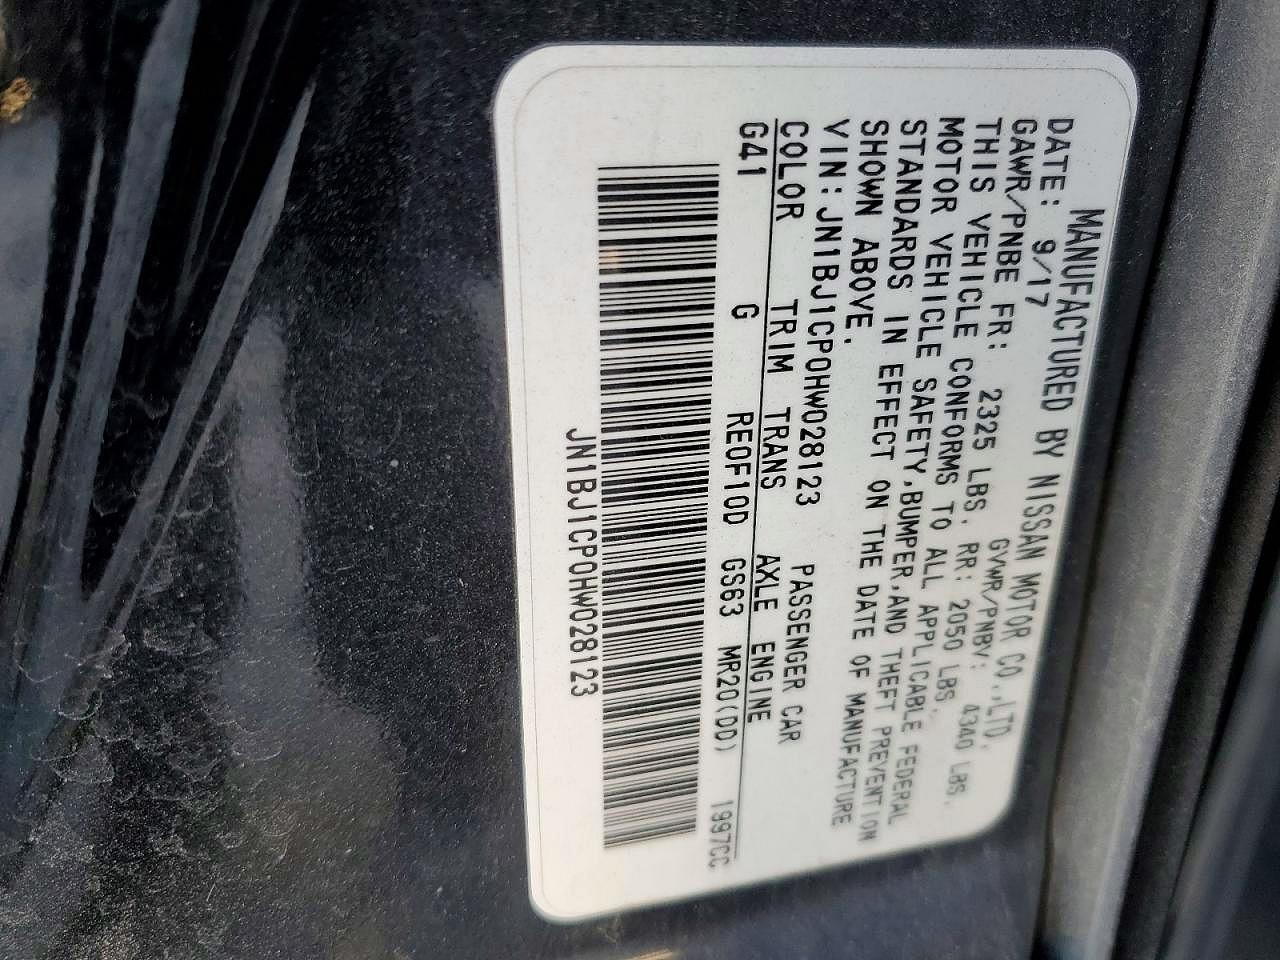 MANUFACTURED BY NISSAN MOTOR CO.,LTD.
DATE: 9/17 GVWR/PNBV: 4340 LBS.
GAWR/PNBE FR: 2325 LBS. RR: 2050 LBS.
THIS VEHICLE CONFORMS TO ALL APPLICABLE FEDERAL
MOTOR VEHICLE SAFETY,BUMPER,AND THEFT PREVENTION
STANDARDS IN EFFECT ON THE DATE OF MANUFACTURE
SHOWN ABOVE.
VIN:JN1BJ1CP0HW028123 PASSENGER CAR
COLOR TRIM TRANS AXLE ENGINE
G41 G RE0F10D GS63 MR20(DD) 1997CC
JN1BJ1CP0HW028123